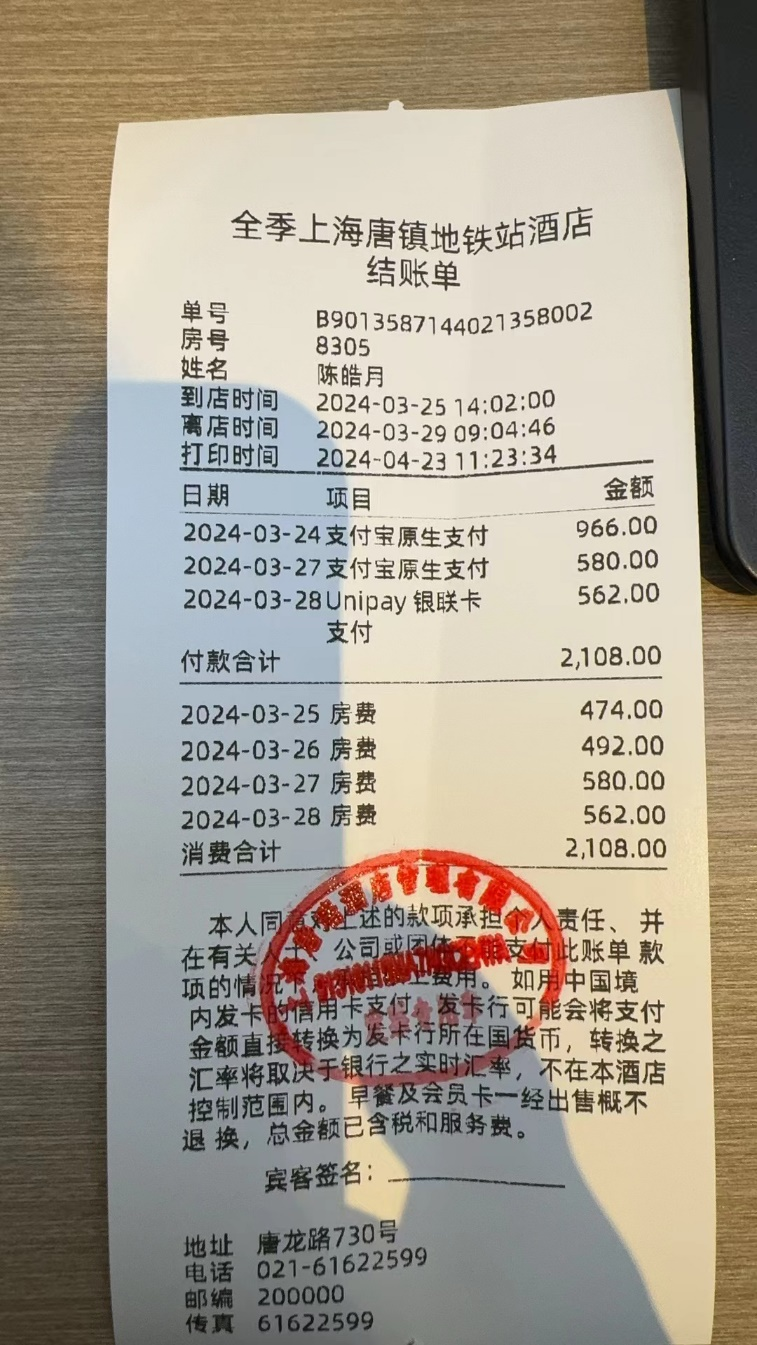 全季上海唐镇地铁站酒店
结账单
单号 B9013587144021358002
房号 8305
姓名 陈皓月
到店时间 2024-03-25 14:02:00
离店时间 2024-03-29 09:04:46
打印时间 2024-04-23 11:23:34
日期 项目 金额
2024-03-24 支付宝原生支付 966.00
2024-03-27 支付宝原生支付 580.00
2024-03-28 Unipay 银联卡 562.00
支付
付款合计 2,108.00
2024-03-25 房费 474.00
2024-03-26 房费 492.00
2024-03-27 房费 580.00
2024-03-28 房费 562.00
消费合计 2,108.00
本人同意对上述的款项承担个人责任、并
在有关人士、公司或团体不能支付此账单 款
项的情况下 费用。如用中国境
内发卡的信用卡支付，发卡行可能会将支付
金额直接转换为发卡行所在国货币，转换之
汇率将取决于银行之实时汇率，不在本酒店
控制范围内。早餐及会员卡一经出售概不
退 换，总金额已含税和服务费。
宾客签名：
地址 唐龙路730号
电话 021-61622599
邮编 200000
传真 61622599